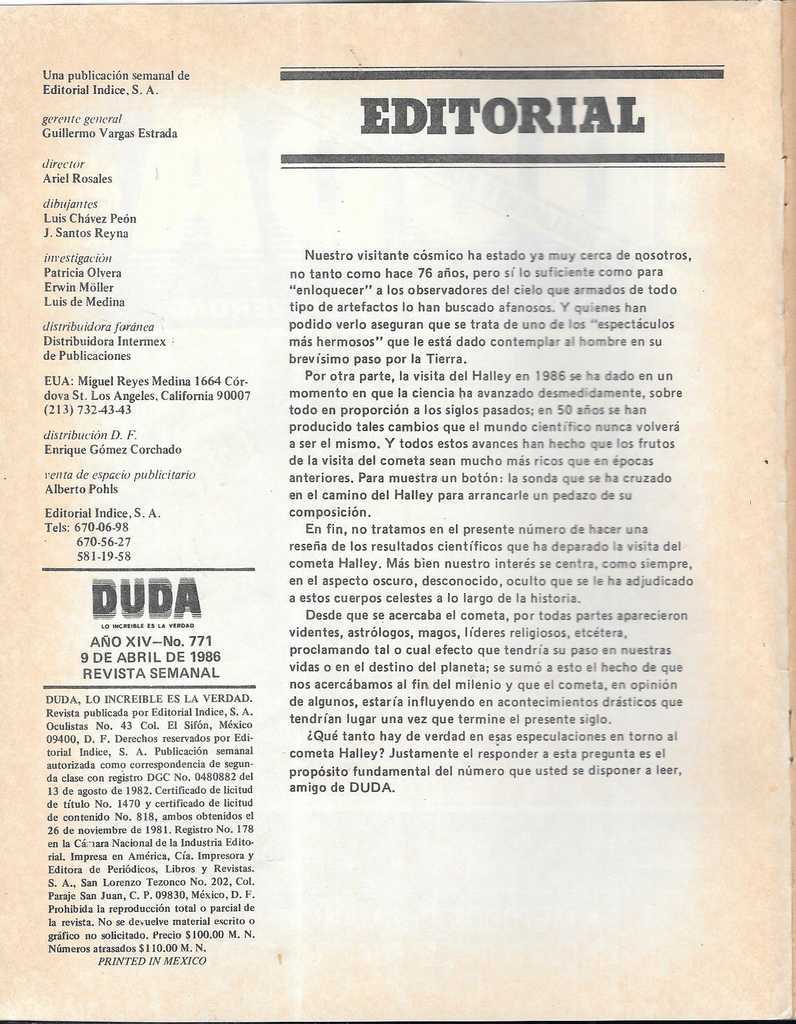 Una publicación semanal de
Editorial Indice, S. A.
gerente general
Guillermo Vargas Estrada
director
Ariel Rosales
dibujantes
Luis Chávez Peón
J. Santos Reyna
investigación
Patricia Olvera
Erwin Möller
Luis de Medina
distribuidora foránea
Distribuidora Intermex
de Publicaciones
EUA: Miguel Reyes Medina 1664 Cór-
dova St. Los Angeles, California 90007
(213) 732-43-43
distribución D. F.
Enrique Gómez Corchado
venta de espacio publicitario
Alberto Pohls
Editorial Indice, S. A.
Tels: 670-06-98
670-56-27
581-19-58
DUDA
LO INCREIBLE ES LA VERDAD
AÑO XIV—No. 771
9 DE ABRIL DE 1986
REVISTA SEMANAL
DUDA, LO INCREIBLE ES LA VERDAD.
Revista publicada por Editorial Indice, S. A.
Oculistas No. 43 Col. El Sifón, México
09400, D. F. Derechos reservados por Edi-
torial Indice, S. A. Publicación semanal
autorizada como correspondencia de segun-
da clase con registro DGC No. 0480882 del
13 de agosto de 1982. Certificado de licitud
de título No. 1470 y certificado de licitud
de contenido No. 818, ambos obtenidos el
26 de noviembre de 1981. Registro No. 178
en la Cámara Nacional de la Industria Edito-
rial. Impresa en América, Cía. Impresora y
Editora de Periódicos, Libros y Revistas.
S. A., San Lorenzo Tezonco No. 202, Col.
Paraje San Juan, C. P. 09830, México, D. F.
Prohibida la reproducción total o parcial de
la revista. No se devuelve material escrito o
gráfico no solicitado. Precio $100.00 M. N.
Números atrasados $110.00 M. N.
PRINTED IN MEXICO
EDITORIAL
Nuestro visitante cósmico ha estado ya muy cerca de nosotros,
no tanto como hace 76 años, pero sí lo suficiente como para
“enloquecer” a los observadores del cielo que armados de todo
tipo de artefactos lo han buscado afanosos. Y quienes han
podido verlo aseguran que se trata de uno de los “espectáculos
más hermosos” que le está dado contemplar al hombre en su
brevísimo paso por la Tierra.
Por otra parte, la visita del Halley en 1986 se ha dado en un
momento en que la ciencia ha avanzado desmedidamente, sobre
todo en proporción a los siglos pasados; en 50 años se han
producido tales cambios que el mundo científico nunca volverá
a ser el mismo. Y todos estos avances han hecho que los frutos
de la visita del cometa sean mucho más ricos que en épocas
anteriores. Para muestra un botón: la sonda que se ha cruzado
en el camino del Halley para arrancarle un pedazo de su
composición.
En fin, no tratamos en el presente número de hacer una
reseña de los resultados científicos que ha deparado la visita del
cometa Halley. Más bien nuestro interés se centra, como siempre,
en el aspecto oscuro, desconocido, oculto que se le ha adjudicado
a estos cuerpos celestes a lo largo de la historia.
Desde que se acercaba el cometa, por todas partes aparecieron
videntes, astrólogos, magos, líderes religiosos, etcétera,
proclamando tal o cual efecto que tendría su paso en nuestras
vidas o en el destino del planeta; se sumó a esto el hecho de que
nos acercábamos al fin del milenio y que el cometa, en opinión
de algunos, estaría influyendo en acontecimientos drásticos que
tendrían lugar una vez que termine el presente siglo.
¿Qué tanto hay de verdad en esas especulaciones en torno al
cometa Halley? Justamente el responder a esta pregunta es el
propósito fundamental del número que usted se disponer a leer,
amigo de DUDA.